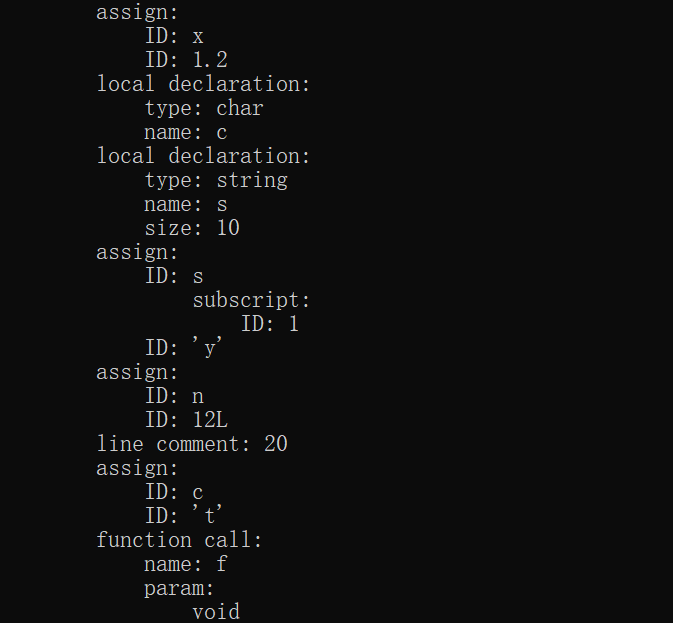 assign:
    ID: x
    ID: 1.2
local declaration:
    type: char
    name: c
local declaration:
    type: string
    name: s
    size: 10
assign:
    ID: s
        subscript:
            ID: 1
    ID: 'y'
assign:
    ID: n
    ID: 12L
line comment: 20
assign:
    ID: c
    ID: 't'
function call:
    name: f
    param:
        void